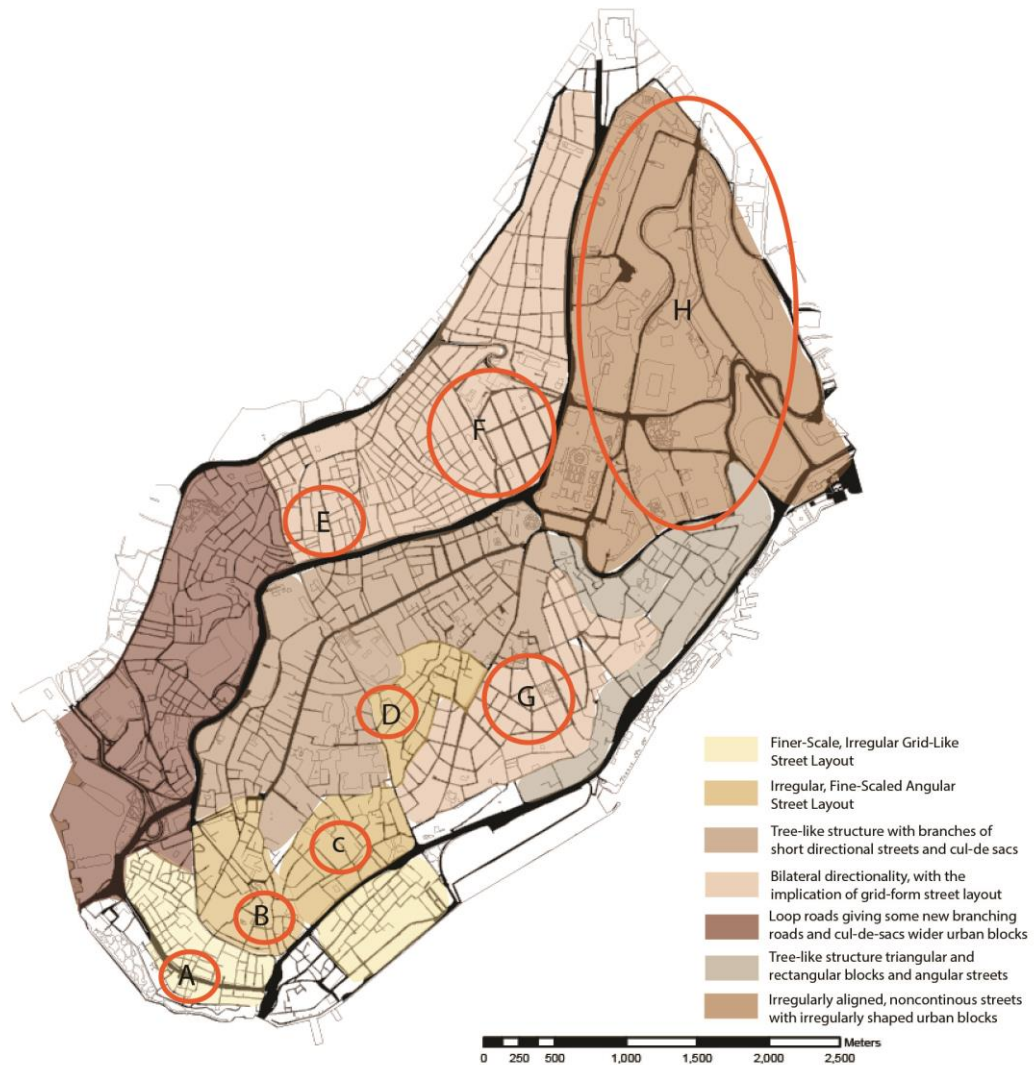 H
F
E
G
D
c
B
A
Finer-Scale, Irregular Grid-Like
Street Layout
Irregular, Fine-Scaled Angular
Street Layout
Tree-like structure with branches of
short directional streets and cul-de sacs
Bilateral directionality, with the
implication of grid-form street layout
Loop roads giving some new branching
roads and cul-de-sacs wider urban blocks
Tree-like structure triangular and
rectangular blocks and angular streets
Irregularly aligned, noncontinous streets
with irregularly shaped urban blocks
Meters
0 250 500 1,000 1,500 2,000 2,500